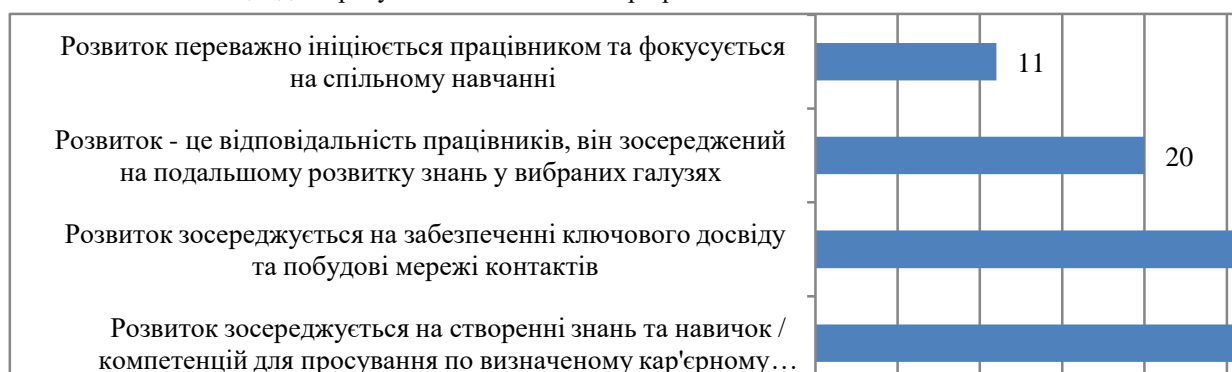 Розвиток переважно ініціюється працівником та фокусується
на спільному навчанні
11
Розвиток - це відповідальність працівників, він зосереджений
на подальшому розвитку знань у вибраних галузях
20
Розвиток зосереджується на забезпеченні ключового досвіду
та побудові мережі контактів
Розвиток зосереджується на створенні знань та навичок /
компетенцій для просування по визначеному кар'єрному…